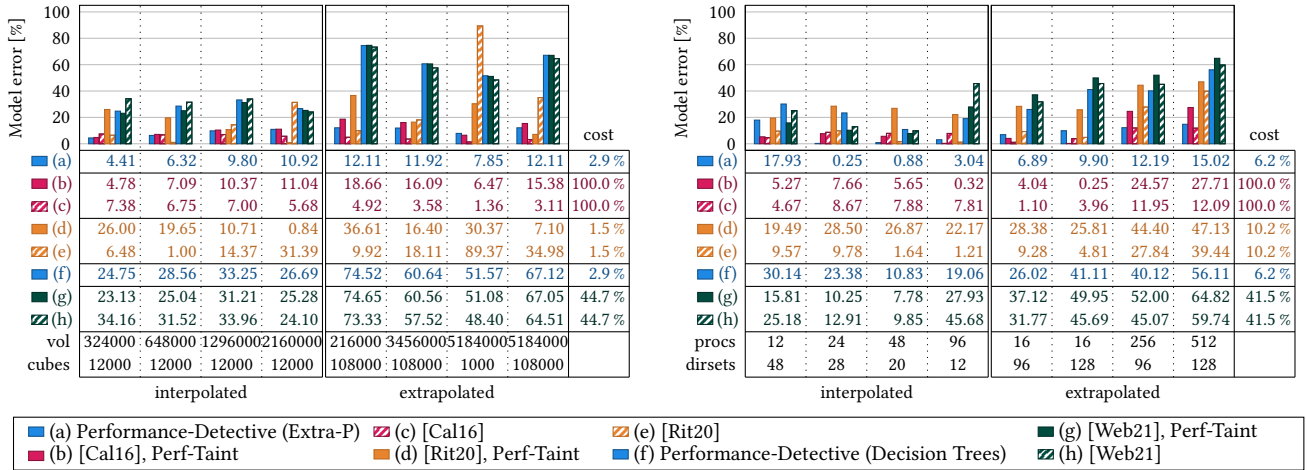 Model error [%]
100
80
60
40
20
0
cost
(a) 4.41 6.32 9.80 10.92 12.11 11.92 7.85 12.11 2.9 %
(b) 4.78 7.09 10.37 11.04 18.66 16.09 6.47 15.38 100.0 %
(c) 7.38 6.75 7.00 5.68 4.92 3.58 1.36 3.11 100.0 %
(d) 26.00 19.65 10.71 0.84 36.61 16.40 30.37 7.10 1.5 %
(e) 6.48 1.00 14.37 31.39 9.92 18.11 89.37 34.98 1.5 %
(f) 24.75 28.56 33.25 26.69 74.52 60.64 51.57 67.12 2.9 %
(g) 23.13 25.04 31.21 25.28 74.65 60.56 51.08 67.05 44.7 %
(h) 34.16 31.52 33.96 24.10 73.33 57.52 48.40 64.51 44.7 %
vol 324000 648000 1296000 2160000 216000 3456000 5184000 5184000
cubes 12000 12000 12000 12000 108000 108000 1000 108000
interpolated extrapolated
Model error [%]
100
80
60
40
20
0
cost
(a) 17.93 0.25 0.88 3.04 6.89 9.90 12.19 15.02 6.2 %
(b) 5.27 7.66 5.65 0.32 4.04 0.25 24.57 27.71 100.0 %
(c) 4.67 8.67 7.88 7.81 1.10 3.96 11.95 12.09 100.0 %
(d) 19.49 28.50 26.87 22.17 28.38 25.81 44.40 47.13 10.2 %
(e) 9.57 9.78 1.64 1.21 9.28 4.81 27.84 39.44 10.2 %
(f) 30.14 23.38 10.83 19.06 26.02 41.11 40.12 56.11 6.2 %
(g) 15.81 10.25 7.78 27.93 37.12 49.95 52.00 64.82 41.5 %
(h) 25.18 12.91 9.85 45.68 31.77 45.69 45.07 59.74 41.5 %
procs 12 24 48 96 16 16 256 512
dirsets 48 28 20 12 96 128 96 128
interpolated extrapolated
(a) Performance-Detective (Extra-P) (c) [Cal16] (e) [Rit20] (g) [Web21], Perf-Taint
(b) [Cal16], Perf-Taint (d) [Rit20], Perf-Taint (f) Performance-Detective (Decision Trees) (h) [Web21]